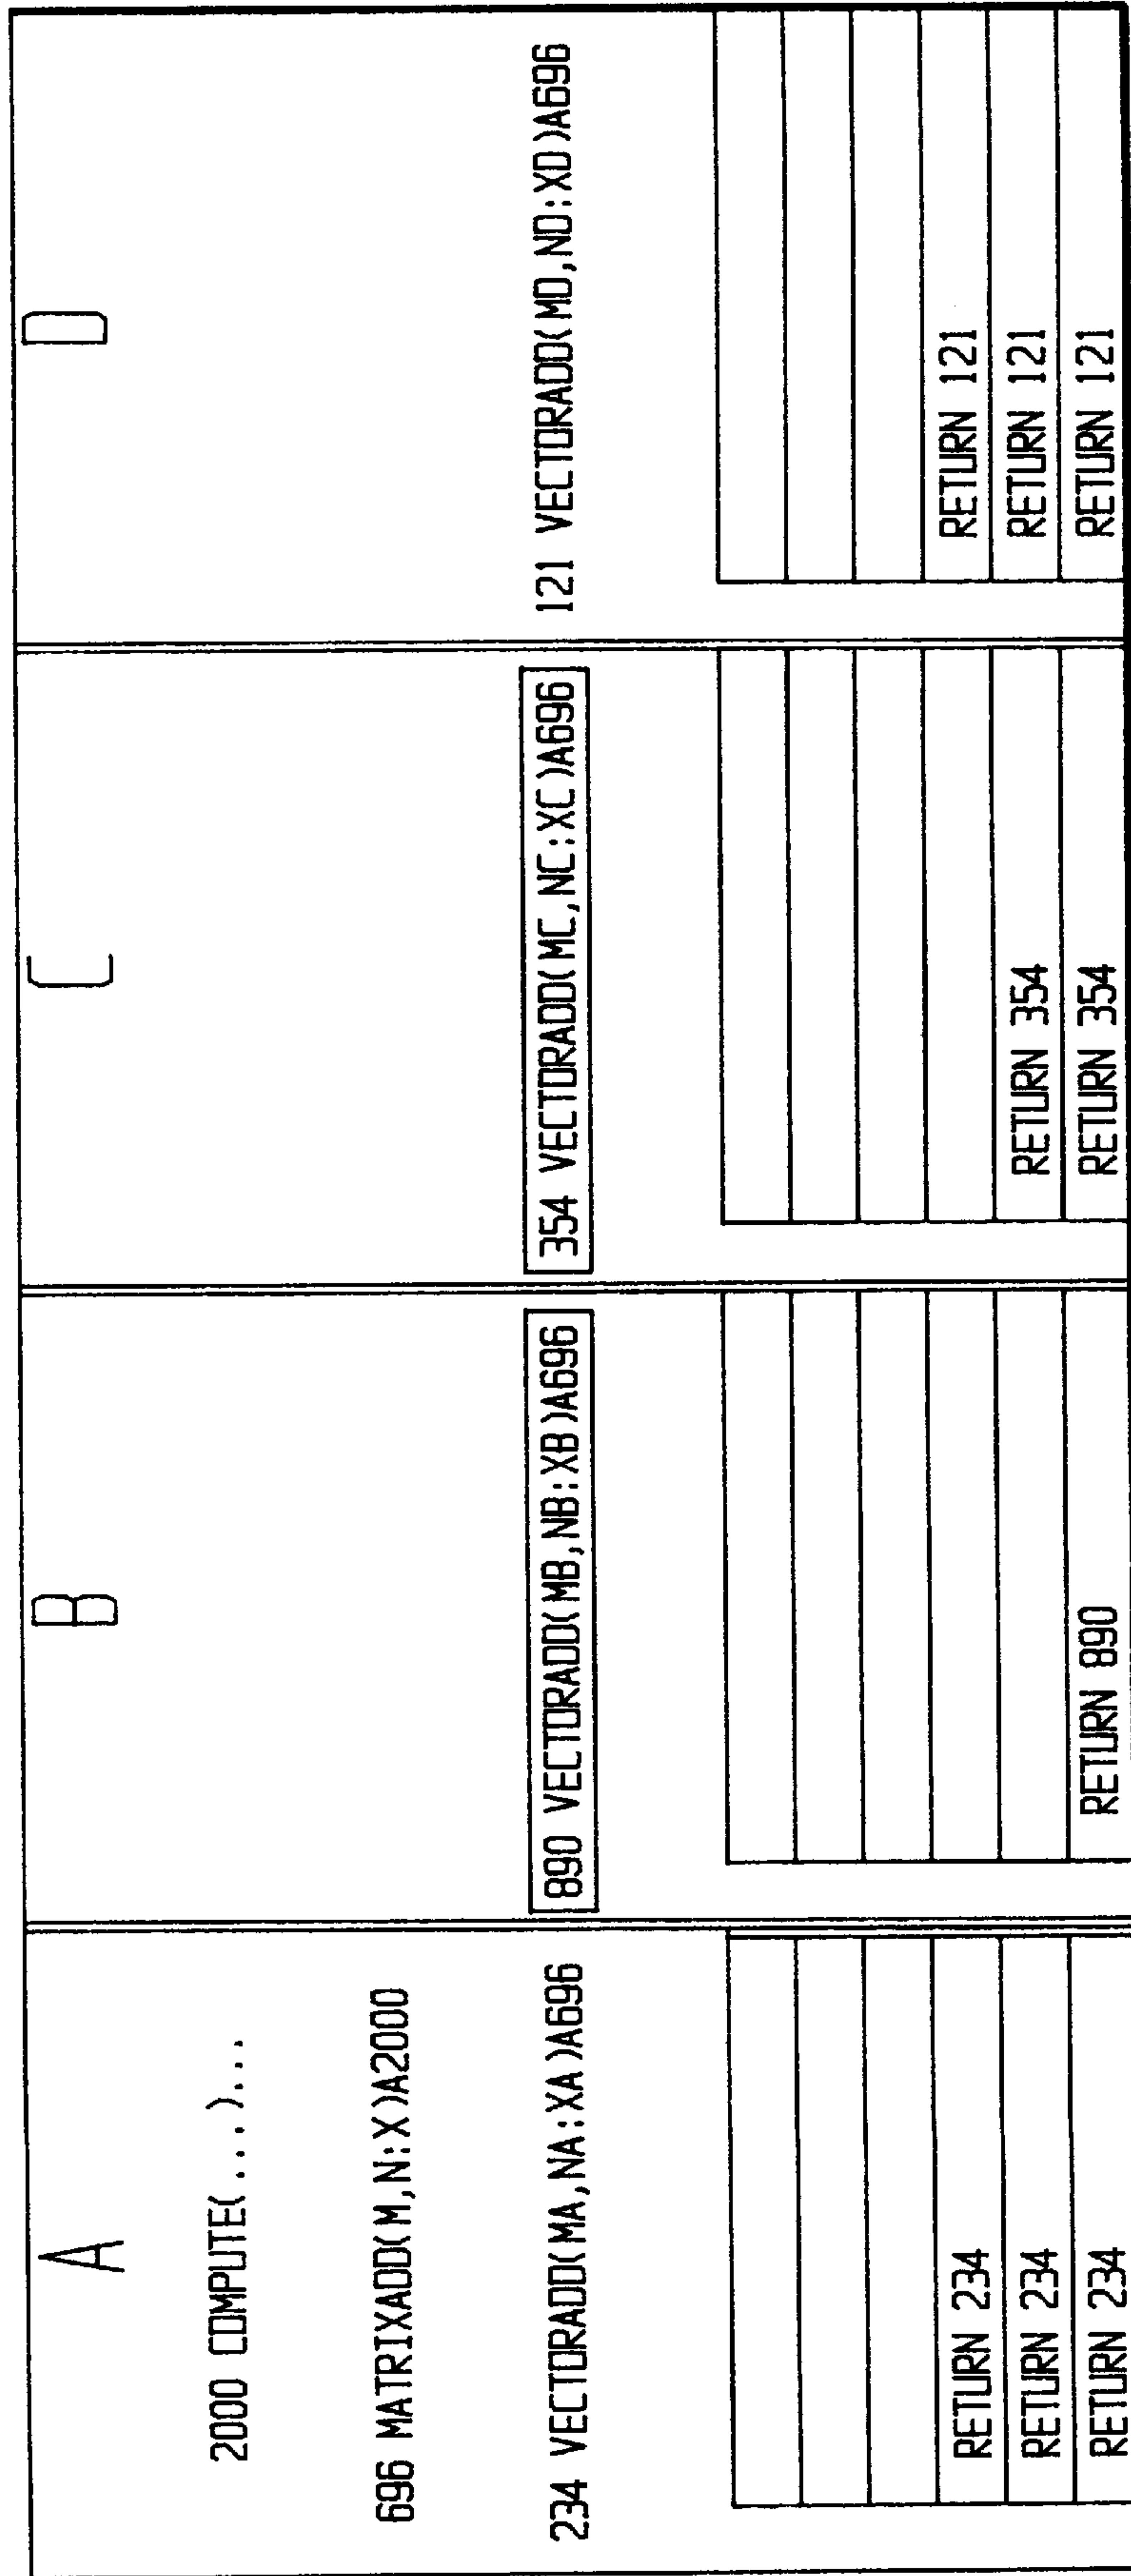 A
2000 COMPUTE(...)...
696 MATRIXADD(M,N:X)A2000
234 VECTORADD(MA,NA:XA)A696
RETURN 234
RETURN 234
RETURN 234
B
890 VECTORADD(MB,NB:XB)A696
RETURN 890
C
354 VECTORADD(MC,NC:XC)A696
RETURN 354
RETURN 354
D
121 VECTORADD(MD,ND:XD)A696
RETURN 121
RETURN 121
RETURN 121